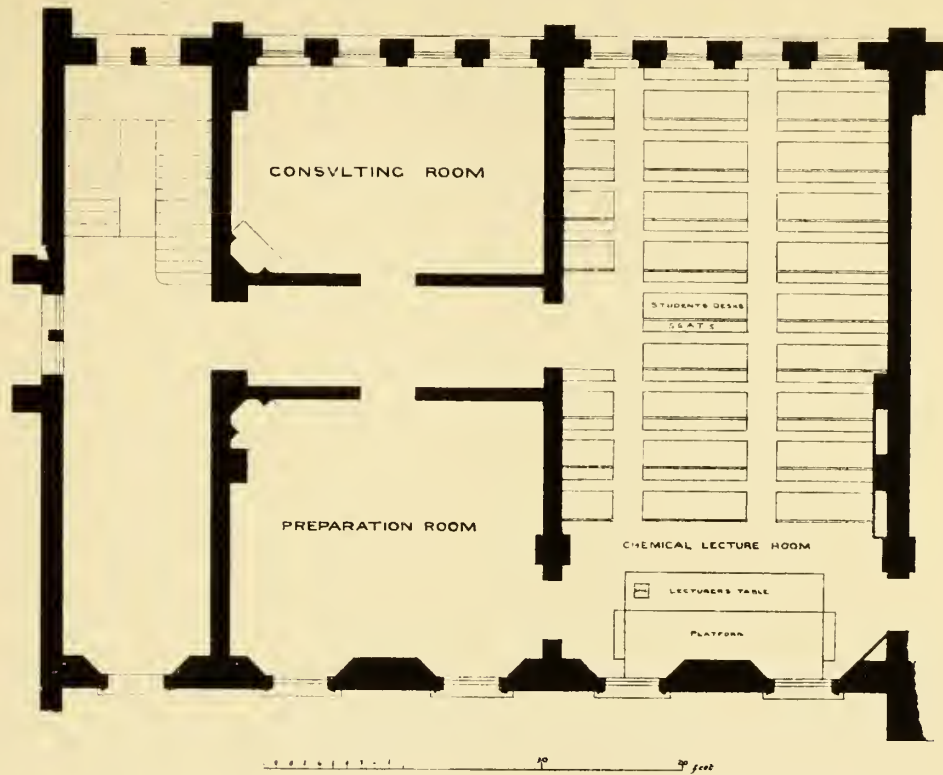 CONSVLTING ROOM
STUDENTS DESKS
SEATS
PREPARATION ROOM
CHEMICAL LECTURE ROOM
LECTURERS TABLE
PLATFORM
10 20 feet